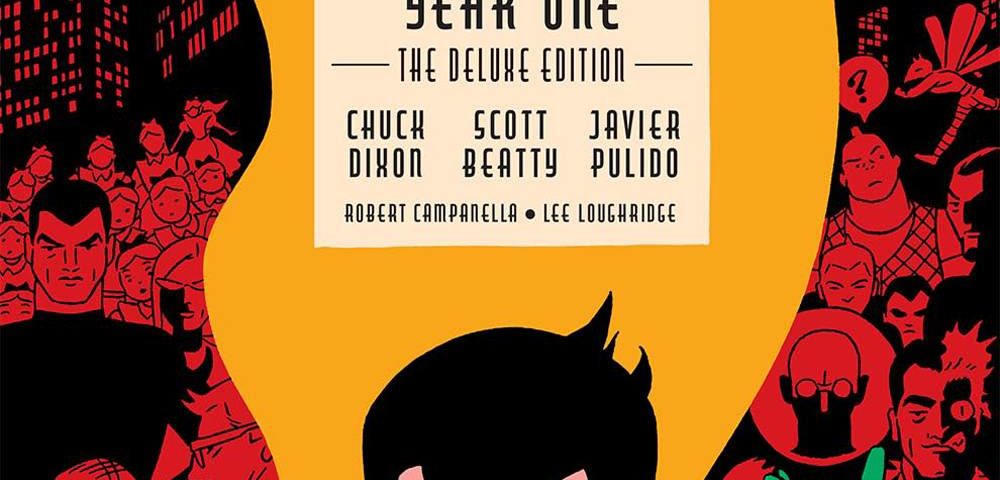 YEAR ONE
THE DELUXE EDITION
CHUCK DIXON
SCOTT BEATTY
JAVIER PULIDO
ROBERT CAMPANELLA • LEE LOUGHRIDGE
?